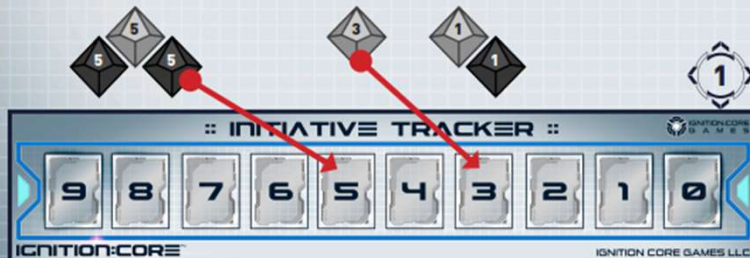 5
5 5
3
1
1
1
:: INITIATIVE TRACKER ::
IGNITION:CORE
GAMES
9 8 7 6 5 4 3 2 1 0
IGNITION:CORE
IGNITION CORE GAMES LLC